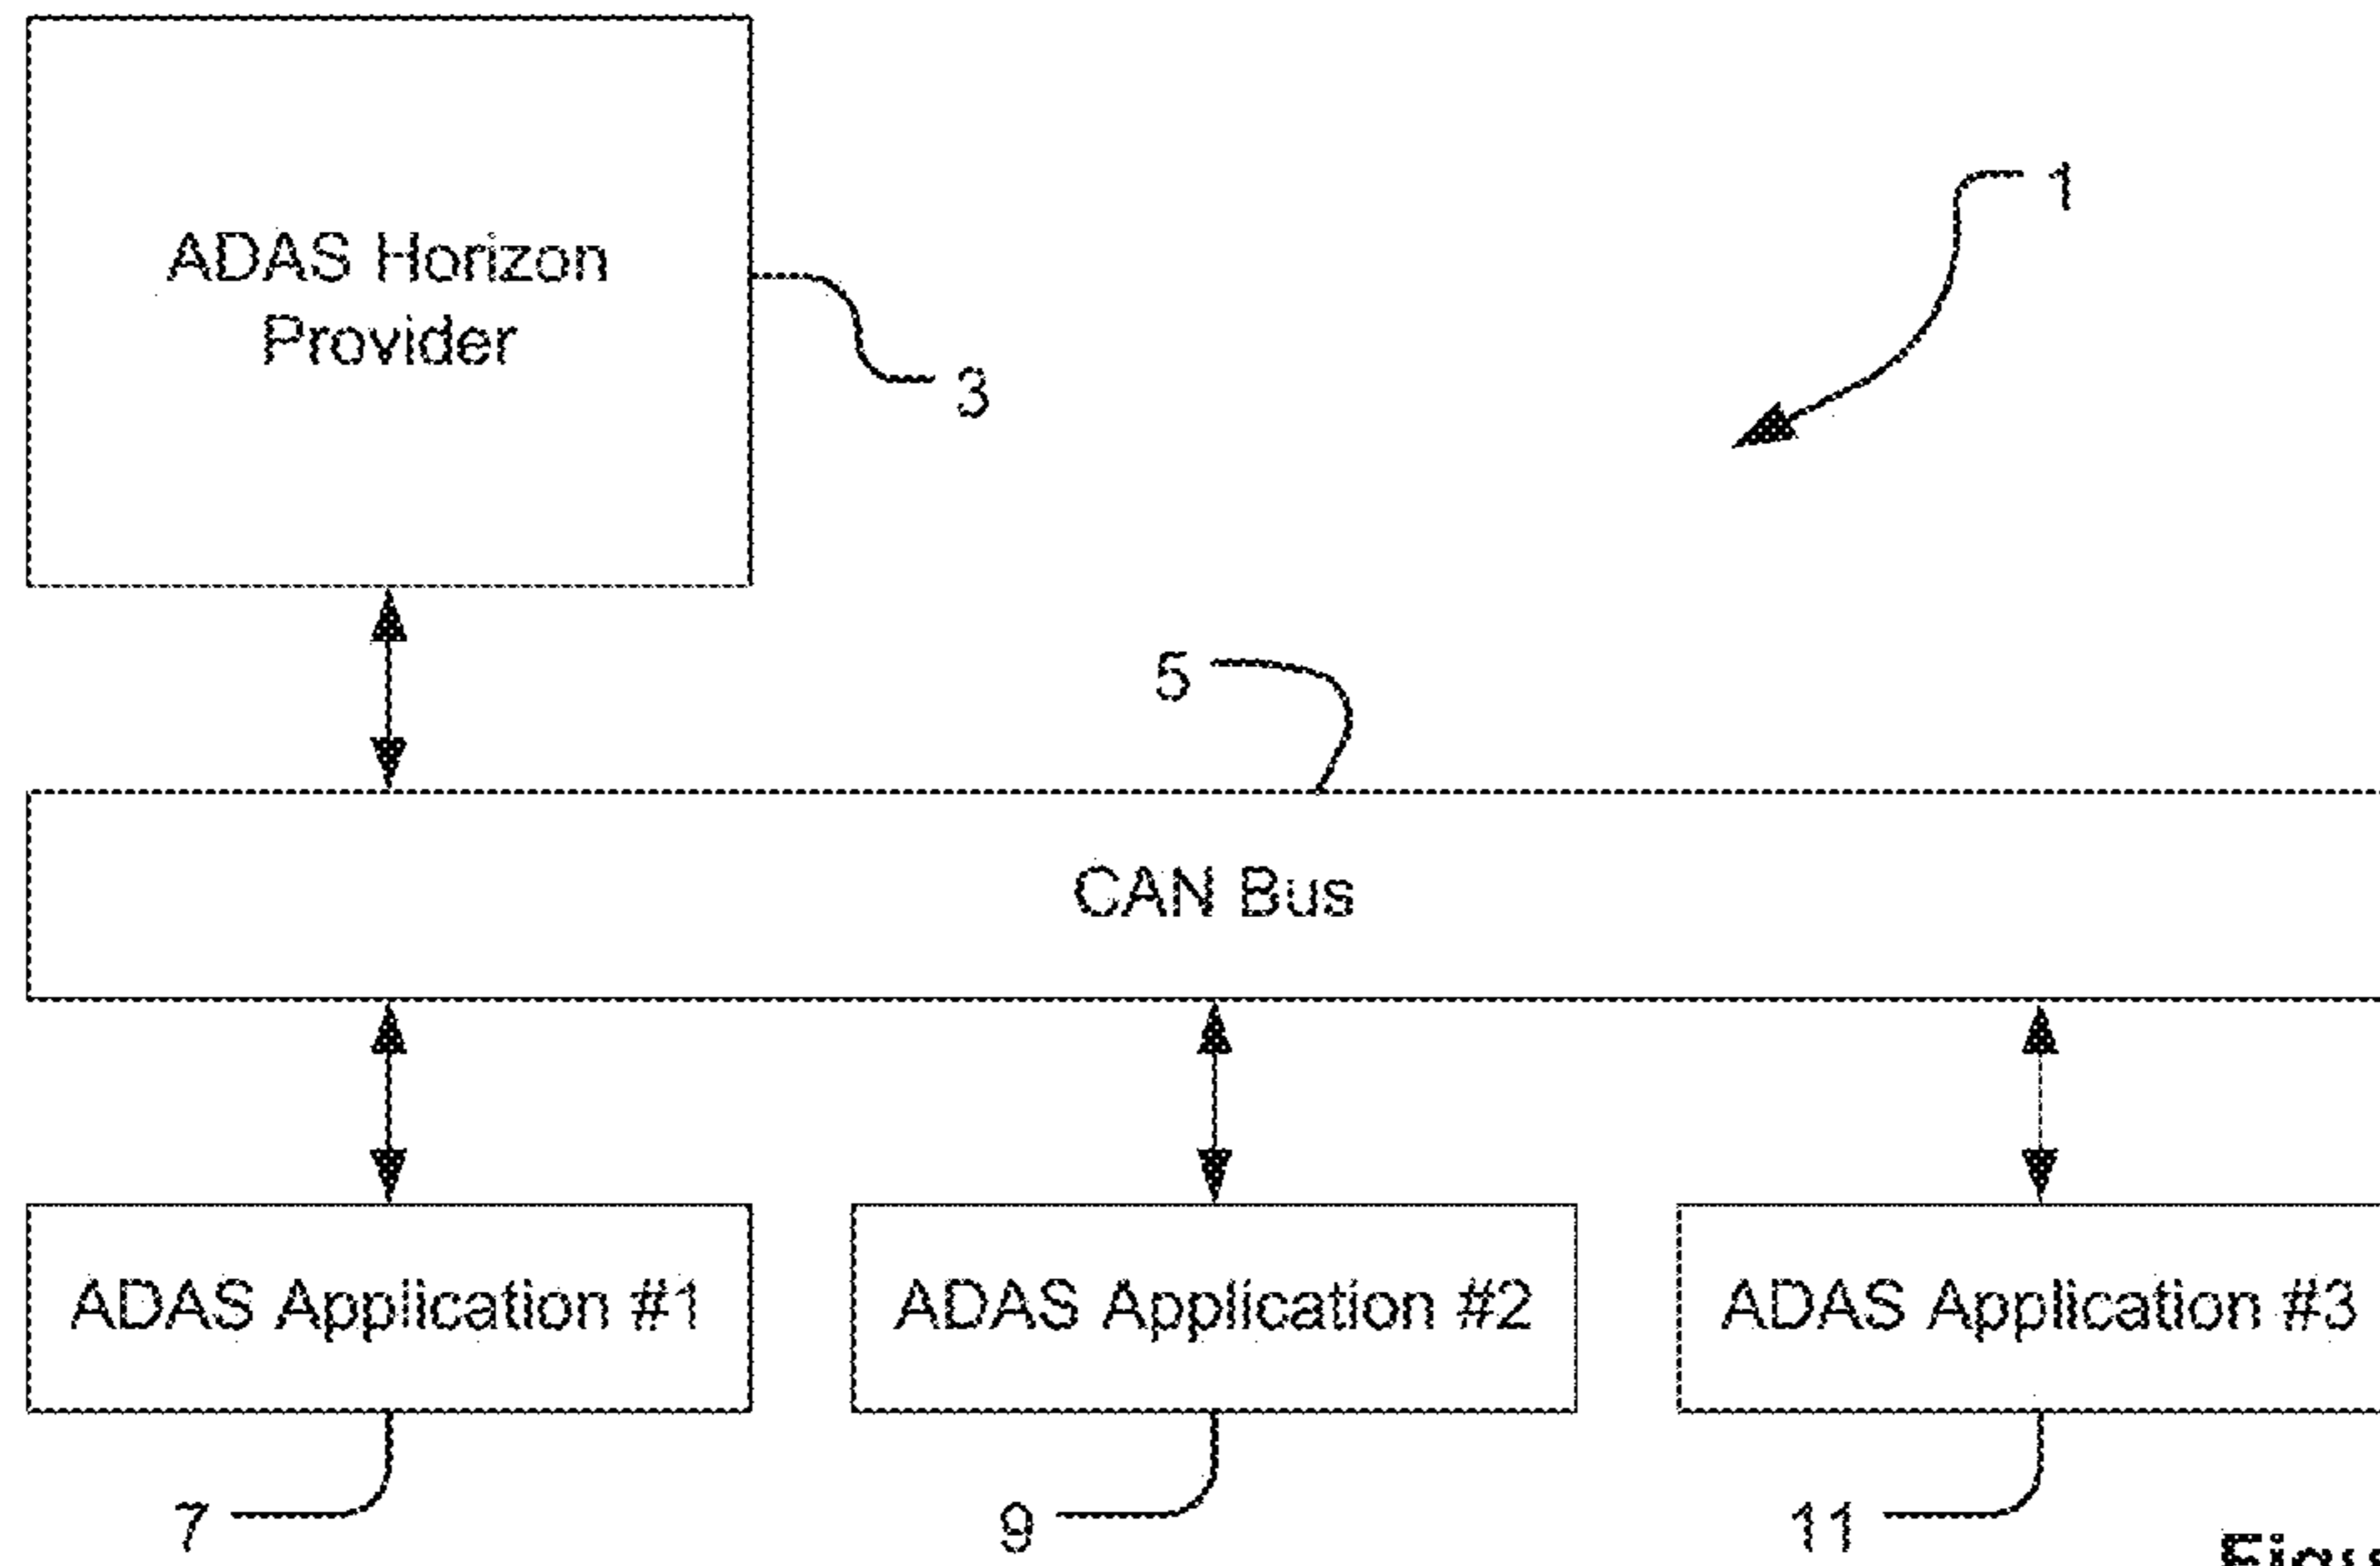 ADAS Horizon
Provider
1
3
5
CAN Bus
ADAS Application #1
ADAS Application #2
ADAS Application #3
7
9
11